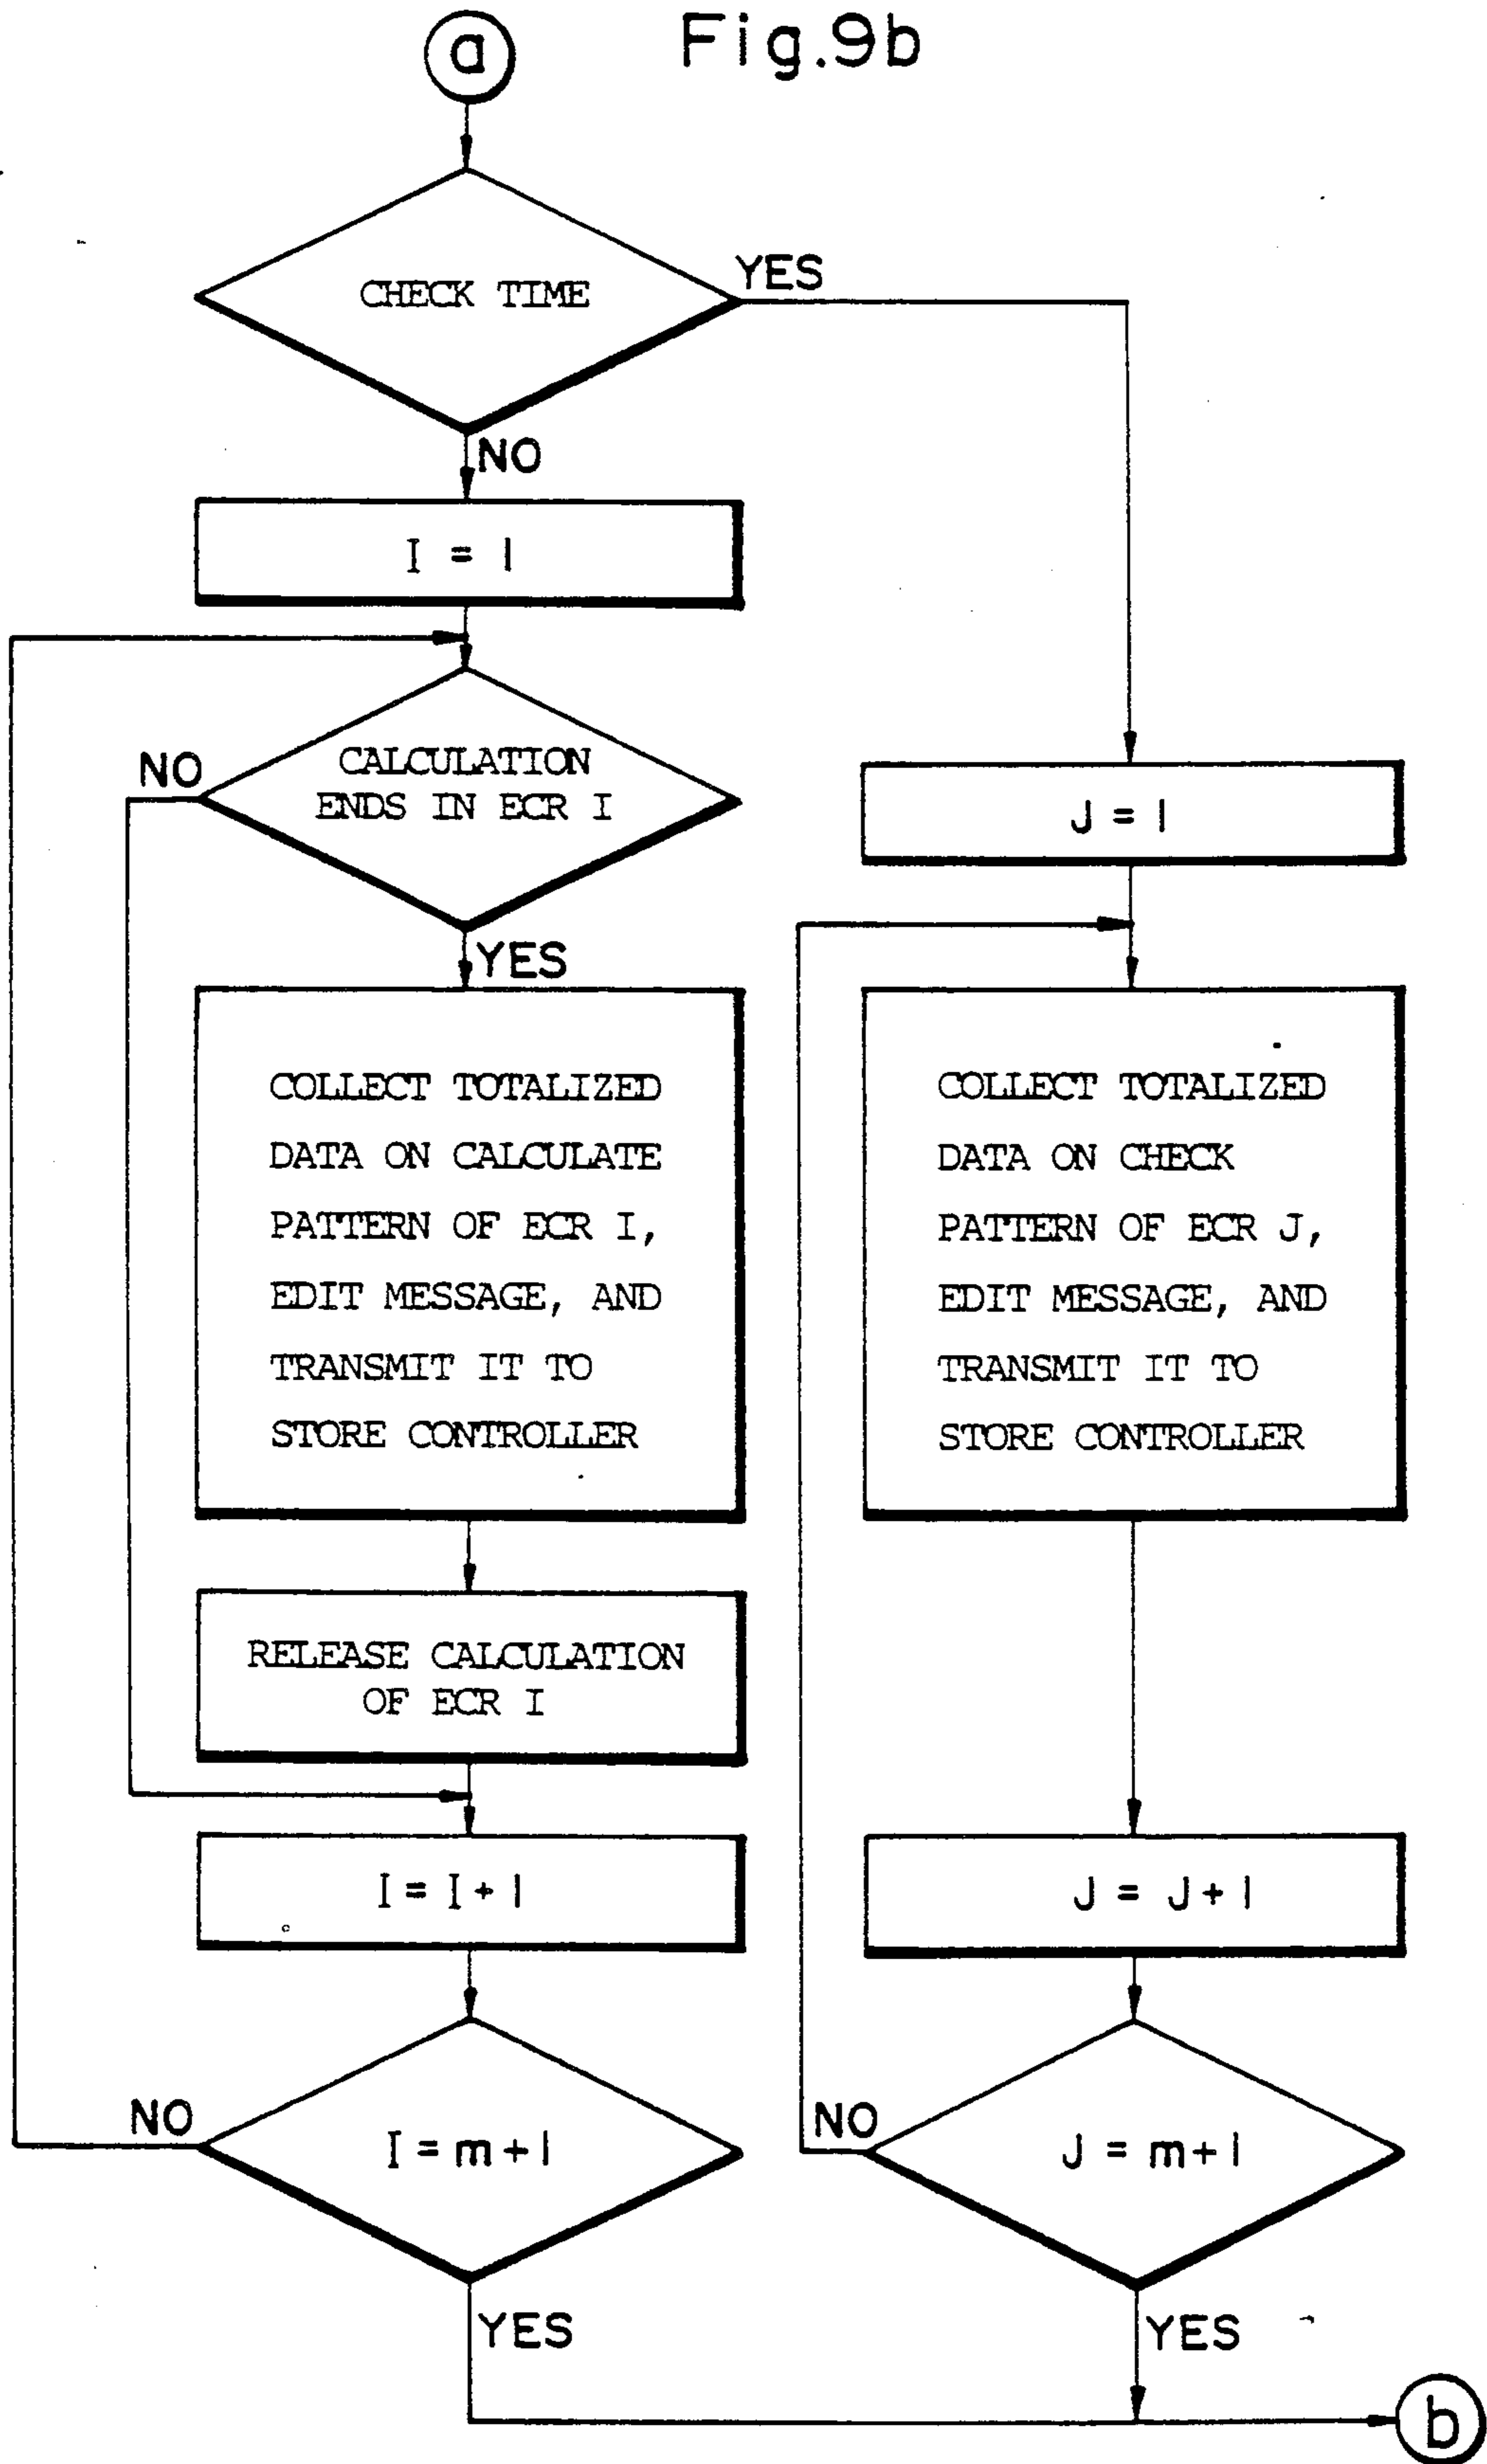 Fig.9b
a
CHECK TIME
YES
NO
I = 1
CALCULATION
ENDS IN ECR I
NO
YES
COLLECT TOTALIZED
DATA ON CALCULATE
PATTERN OF ECR I,
EDIT MESSAGE, AND
TRANSMIT IT TO
STORE CONTROLLER
RELEASE CALCULATION
OF ECR I
I = I + 1
I = m + 1
NO
YES
J = 1
COLLECT TOTALIZED
DATA ON CHECK
PATTERN OF ECR J,
EDIT MESSAGE, AND
TRANSMIT IT TO
STORE CONTROLLER
J = J + 1
J = m + 1
NO
YES
b